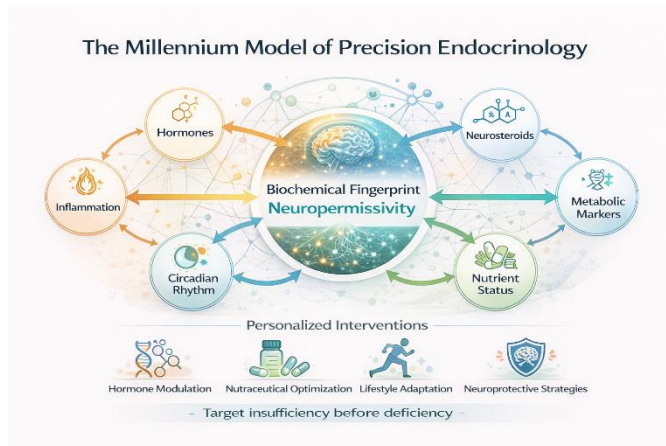 The Millennium Model of Precision Endocrinology
Hormones
Neurosteroids
Inflammation
Biochemical Fingerprint
Neuropermissivity
Metabolic
Markers
Circadian
Rhythm
Nutrient
Status
Personalized Interventions
Hormone Modulation
Nutraceutical Optimization
Lifestyle Adaptation
Neuroprotective Strategies
- Target insufficiency before deficiency -